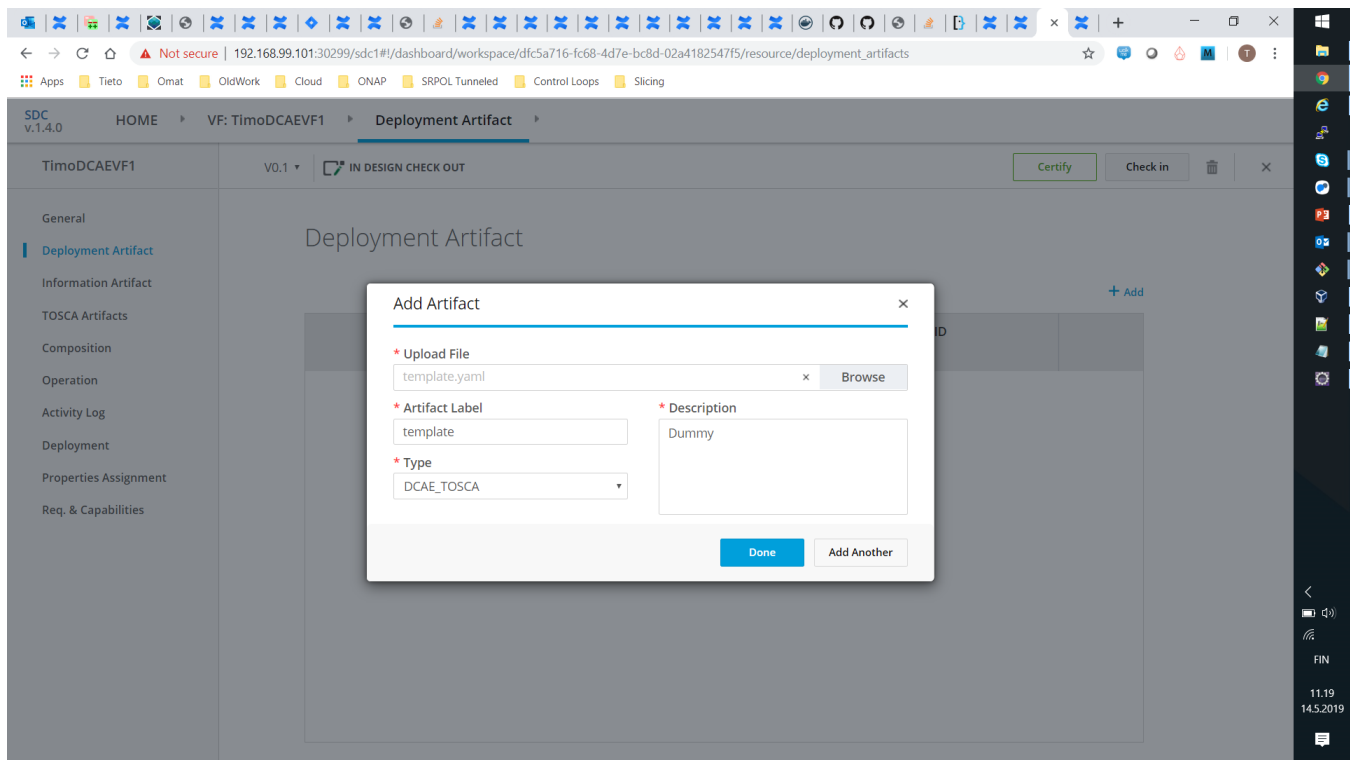 Not secure | 192.168.99.101:30299/sdc1#!/dashboard/workspace/dfc5a716-fc68-4d7e-bc8d-02a4182547f5/resource/deployment_artifacts
T
Apps Tieto Omat OldWork Cloud ONAP SRPOL Tunneled Control Loops Slicing
SDC
v.1.4.0
HOME VF: TimoDCAEVF1 Deployment Artifact
TimoDCAEVF1
V0.1 IN DESIGN CHECK OUT
Certify Check in
General
Deployment Artifact
Information Artifact
TOSCA Artifacts
Composition
Operation
Activity Log
Deployment
Properties Assignment
Req. & Capabilities
Deployment Artifact
+ Add
ID
Add Artifact
* Upload File
template.yaml × Browse
* Artifact Label
template
* Type
DCAE_TOSCA
* Description
Dummy
Done Add Another
FIN
11.19
14.5.2019